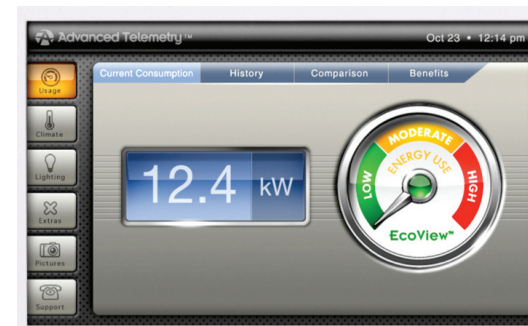 Advanced Telemetry™
Oct 23 • 12:14 pm
Current Consumption
History
Comparison
Benefits
Usage
Climate
Lighting
Extras
Pictures
Support
12.4 kW
LOW
MODERATE
HIGH
ENERGY USE
EcoView™